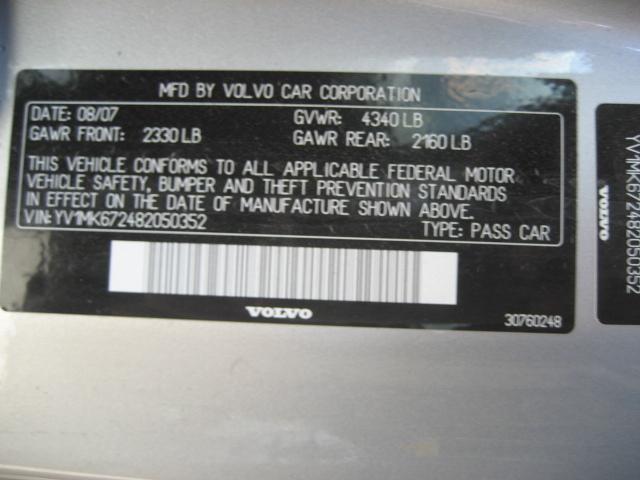 MFD BY VOLVO CAR CORPORATION
DATE: 08/07 GVWR: 4340 LB
GAWR FRONT: 2330 LB GAWR REAR: 2160 LB
THIS VEHICLE CONFORMS TO ALL APPLICABLE FEDERAL MOTOR
VEHICLE SAFETY, BUMPER AND THEFT PREVENTION STANDARDS
IN EFFECT ON THE DATE OF MANUFACTURE SHOWN ABOVE.
VIN: YV1MK672482050352
TYPE: PASS CAR
VOLVO
30760248
YV1MK672482050352
VOLVO